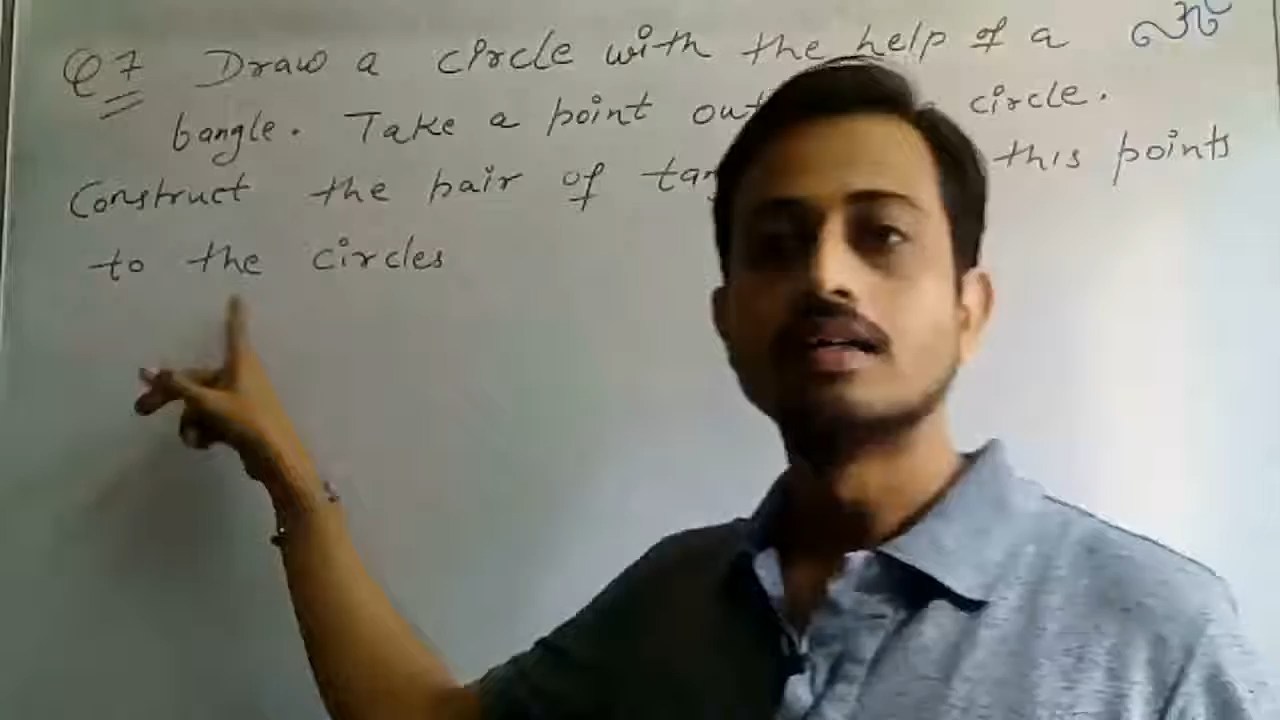 Q7 Draw a circle with the help of a ॐ
bangle. Take a point out circle.
Construct the pair of tan this points
to the circles